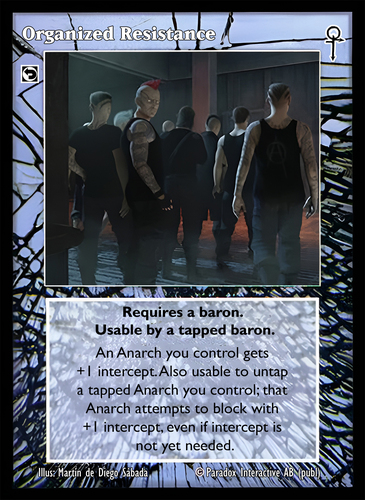 Organized Resistance
Requires a baron.
Usable by a tapped baron.
An Anarch you control gets
+1 intercept. Also usable to untap
a tapped Anarch you control; that
Anarch attempts to block with
+1 intercept, even if intercept is
not yet needed.
Illus: Martín de Diego Sábada
© Paradox Interactive AB (publ)